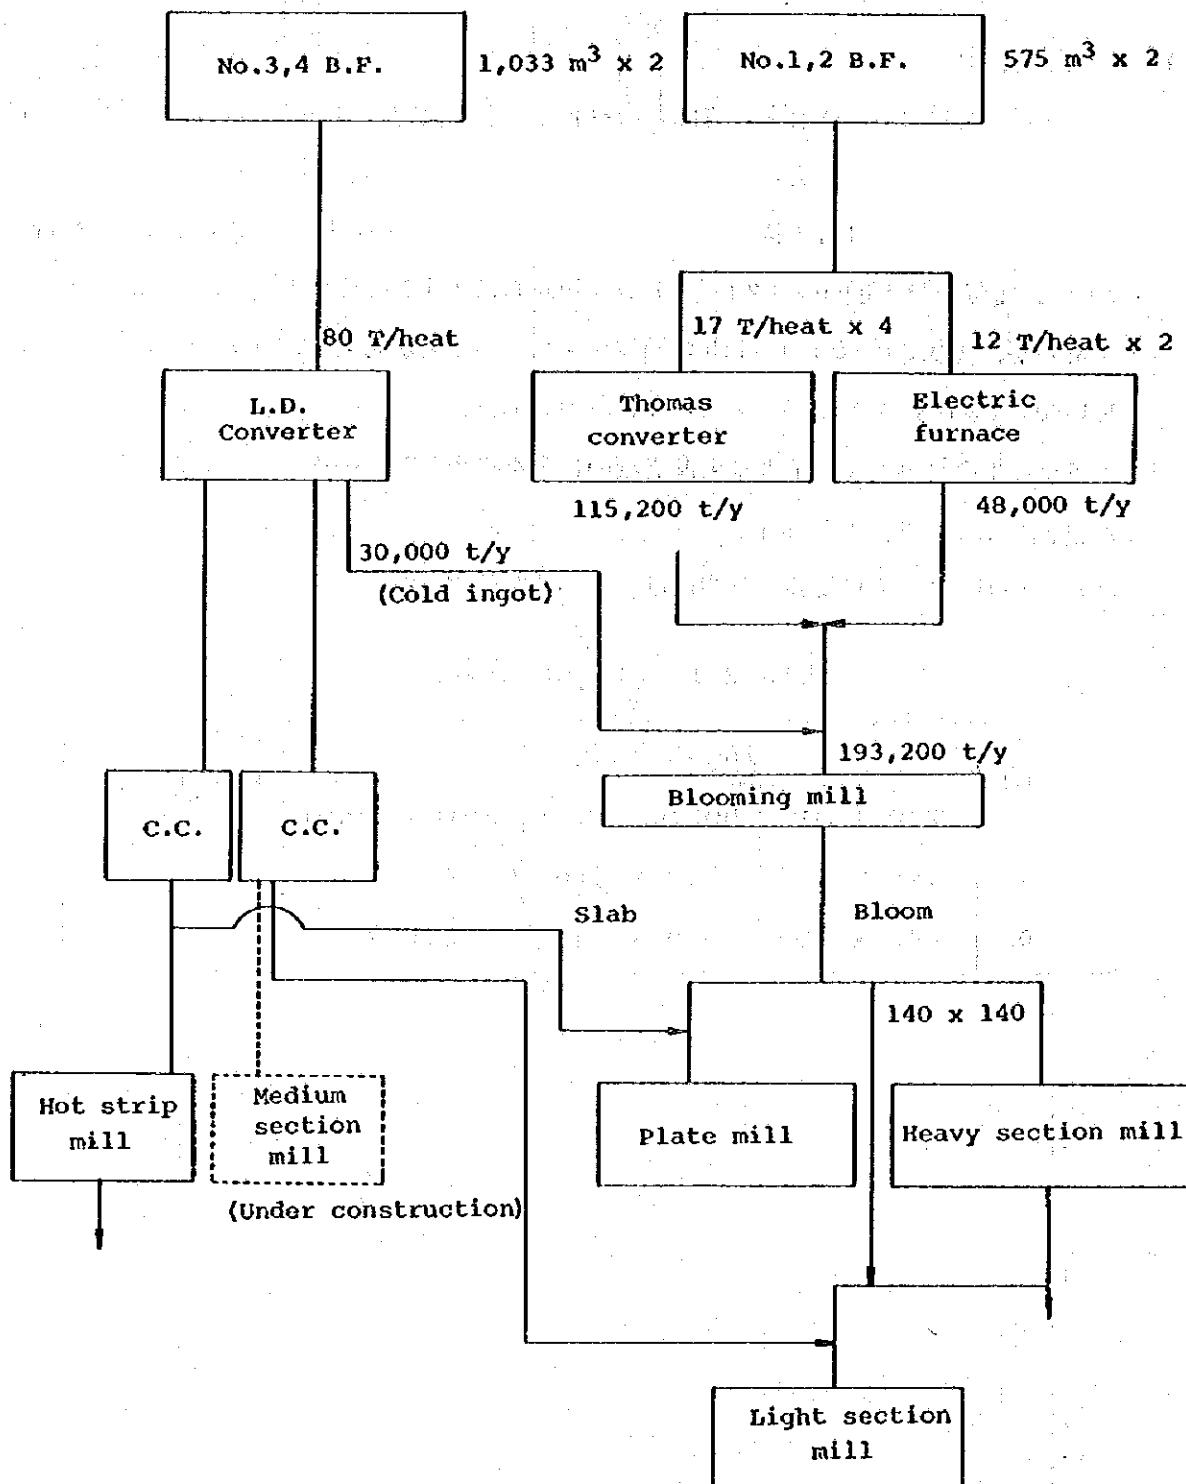 No.3,4 B.F.
1,033 m³ x 2
No.1,2 B.F.
575 m³ x 2
80 T/heat
17 T/heat x 4
12 T/heat x 2
L.D.
Converter
Thomas
converter
Electric
furnace
115,200 t/y
48,000 t/y
30,000 t/y
(Cold ingot)
193,200 t/y
Blooming mill
C.C.
C.C.
Slab
Bloom
140 x 140
Hot strip
mill
Medium
section
mill
(Under construction)
Plate mill
Heavy section mill
Light section
mill